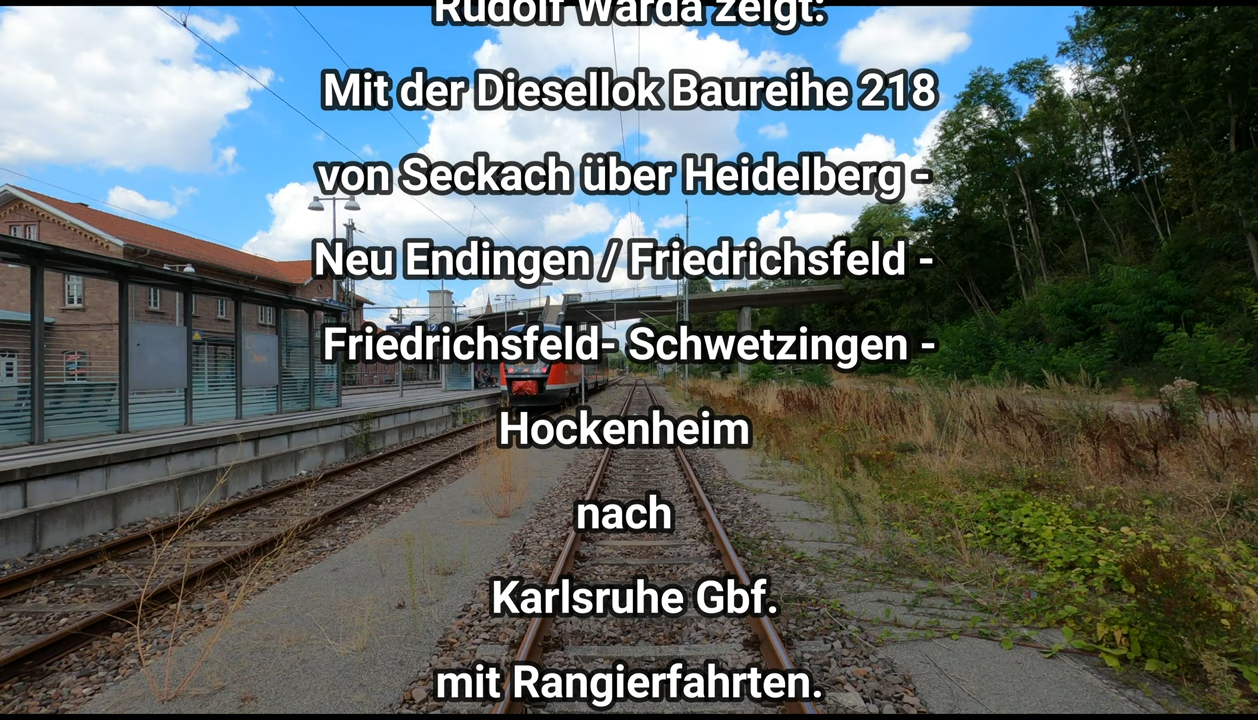 Rudolf Warda zeigt:
Mit der Diesellok Baureihe 218
von Seckach über Heidelberg -
Neu Endingen / Friedrichsfeld -
Friedrichsfeld- Schwetzingen -
Hockenheim
nach
Karlsruhe Gbf.
mit Rangierfahrten.